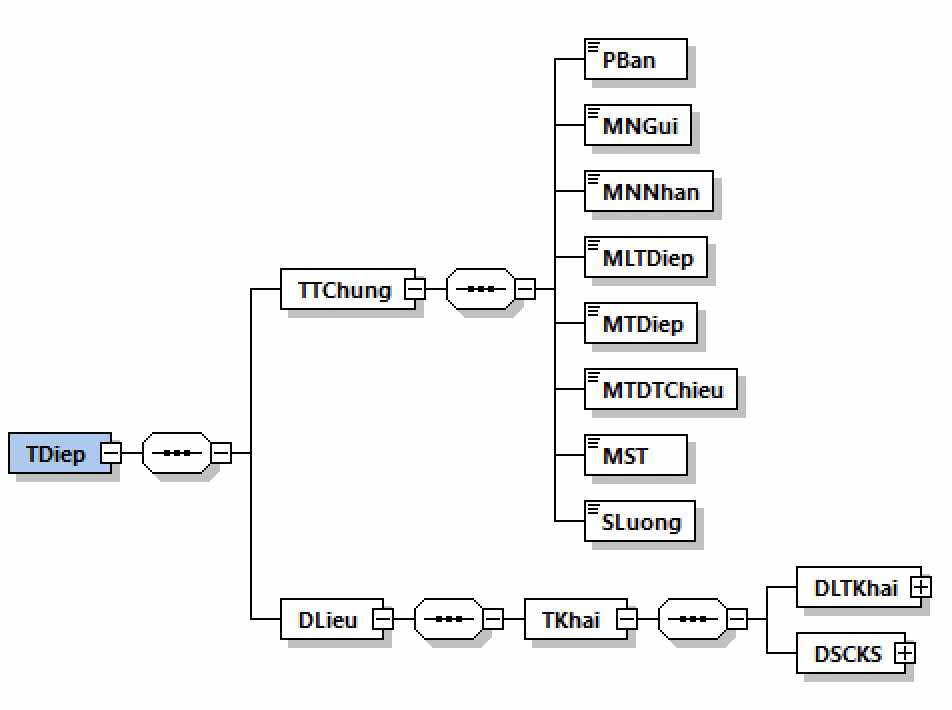 PBan
MNGui
MNNhan
MLTDiep
TTChung
MTDiep
MTDTChieu
TDiep
MST
SLuong
DLTKhai
DLieu
TKhai
DSCKS